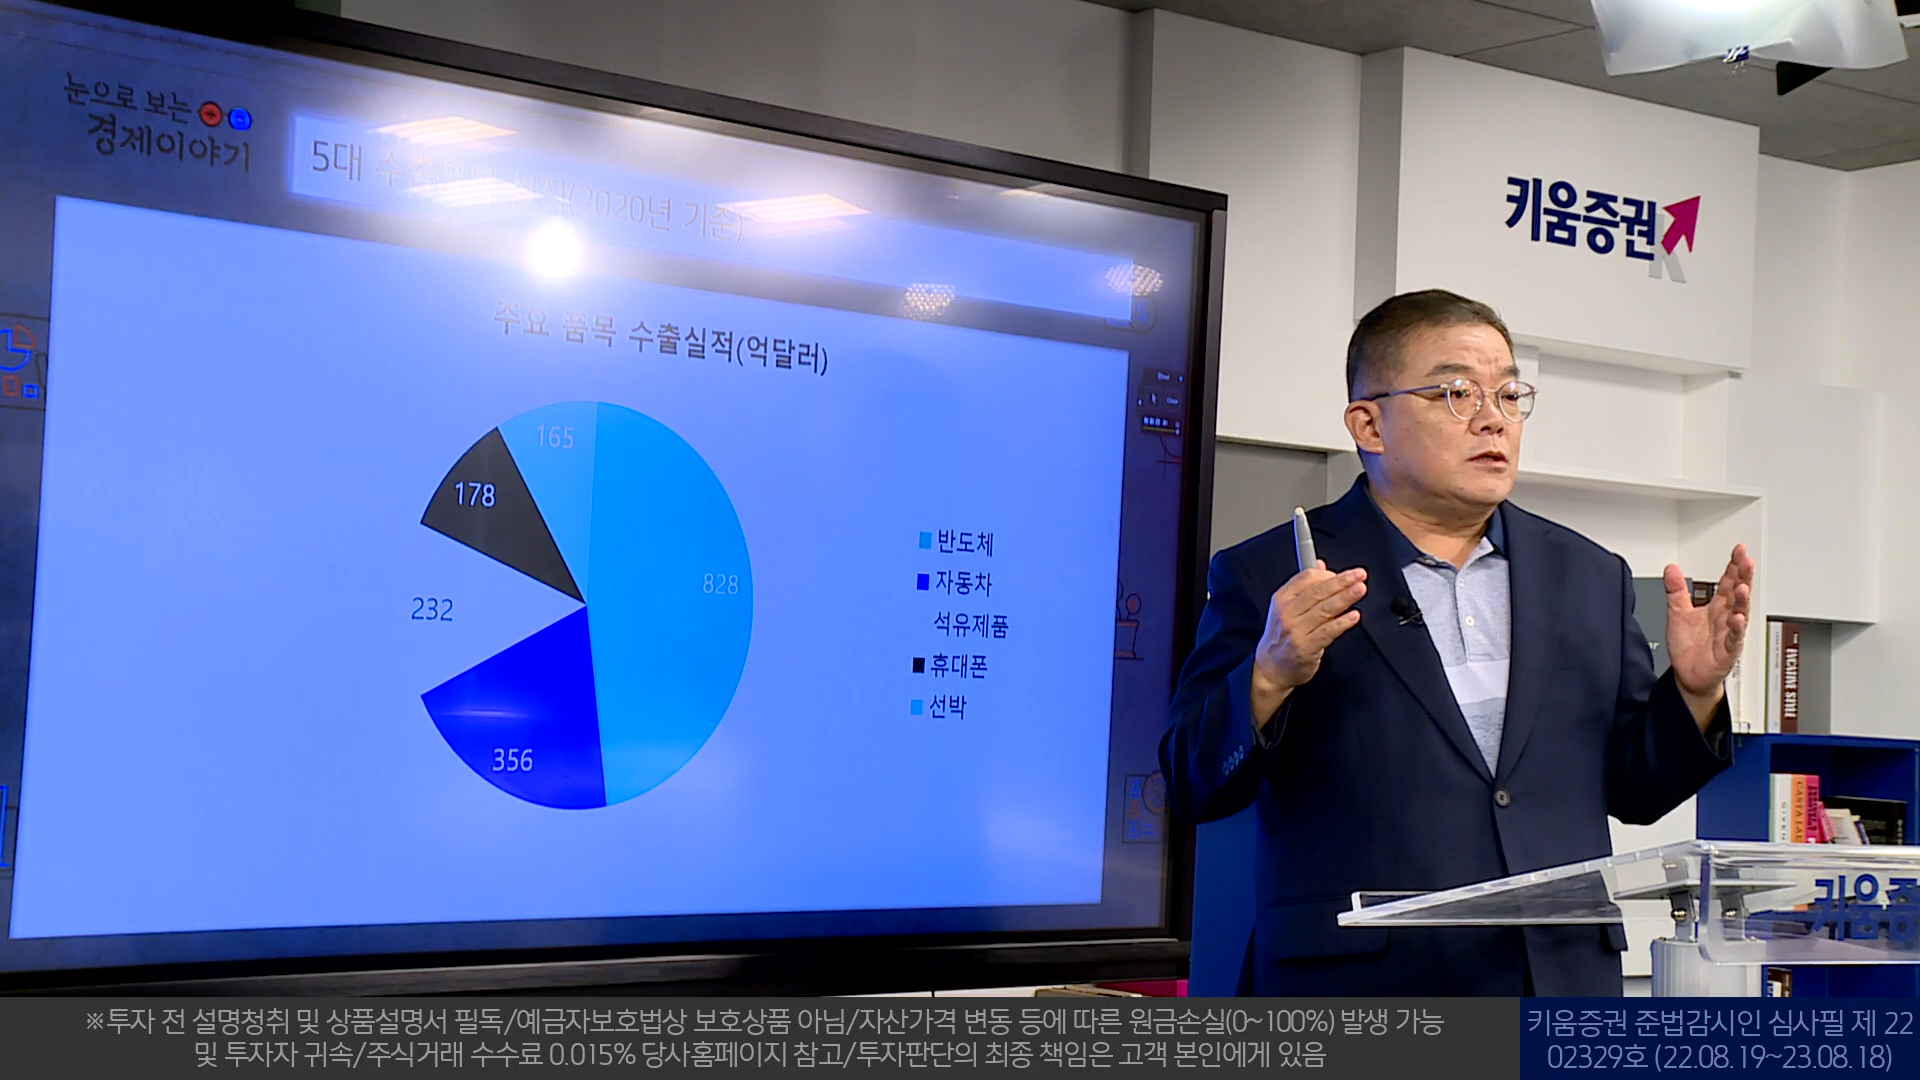 눈으로 보는
경제이야기
5대 수출 (2020년 기준)
주요 품목 수출실적(억달러)
165
178
828
232
356
반도체
자동차
석유제품
휴대폰
선박
키움증권
키움증
※투자 전 설명청취 및 상품설명서 필독/예금자보호법상 보호상품 아님/자산가격 변동 등에 따른 원금손실(0~100%) 발생 가능
및 투자자 귀속/주식거래 수수료 0.015% 당사홈페이지 참고/투자판단의 최종 책임은 고객 본인에게 있음
키움증권 준법감시인 심사필 제 22
02329호 (22.08.19~23.08.18)